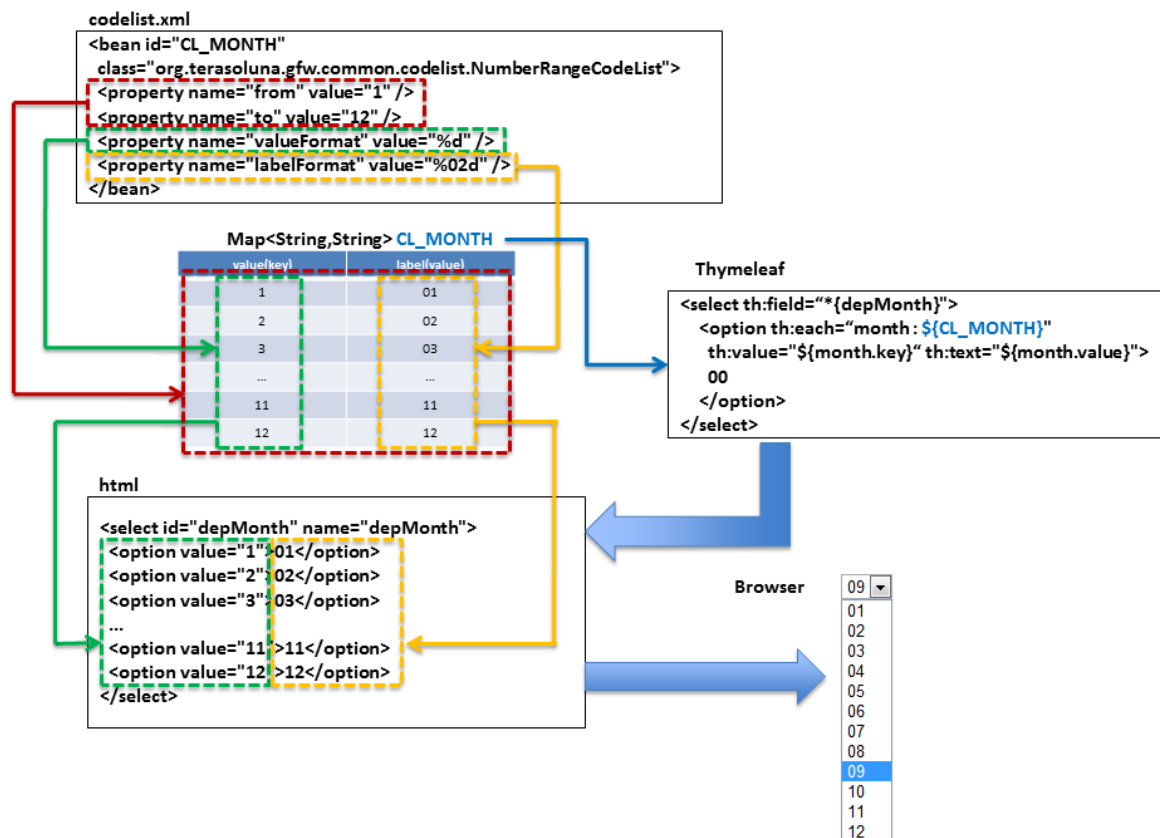 codelist.xml
<bean id="CL_MONTH"
class="org.terasoluna.gfw.common.codelist.NumberRangeCodeList">
<property name="from" value="1" />
<property name="to" value="12" />
<property name="valueFormat" value="%d" />
<property name="labelFormat" value="%02d" />
</bean>
Map<String,String> CL_MONTH
value(key) label(value)
1 01
2 02
3 03
... ...
11 11
12 12
Thymeleaf
<select th:field=“*{depMonth}">
<option th:each=“month : ${CL_MONTH}"
th:value="${month.key}“ th:text="${month.value}">
00
</option>
</select>
html
<select id="depMonth" name="depMonth">
<option value="1">01</option>
<option value="2">02</option>
<option value="3">03</option>
...
<option value="11">11</option>
<option value="12">12</option>
</select>
Browser
09
01
02
03
04
05
06
07
08
09
10
11
12